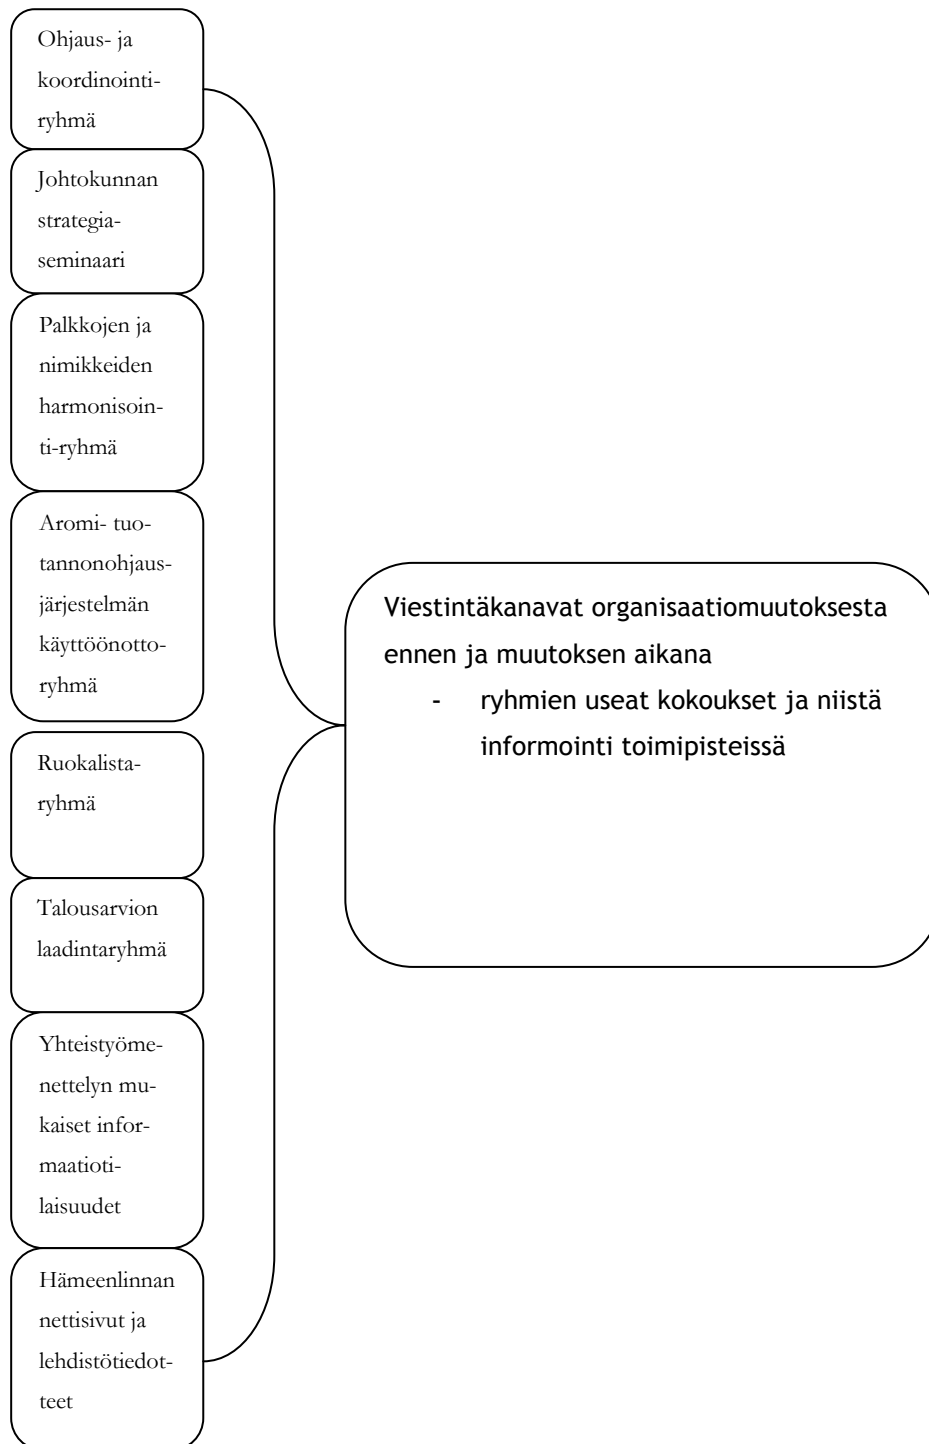 Ohjaus- ja
koordinointi-
ryhmä
Johtokunnan
strategia-
seminaari
Palkkojen ja
nimikkeiden
harmonisoin-
ti-ryhmä
Aromi- tuo-
tannonohjaus-
järjestelmän
käyttöönotto-
ryhmä
Ruokalista-
ryhmä
Talousarvion
laadintaryhmä
Yhteistyöme-
nettelyn mu-
kaiset infor-
maatioti-
laisuudet
Hämeenlinnan
nettisivut ja
lehdistötiedot-
teet
Viestintäkanavat organisaatiomuutoksesta
ennen ja muutoksen aikana
- ryhmien useat kokoukset ja niistä
informointi toimipisteissä